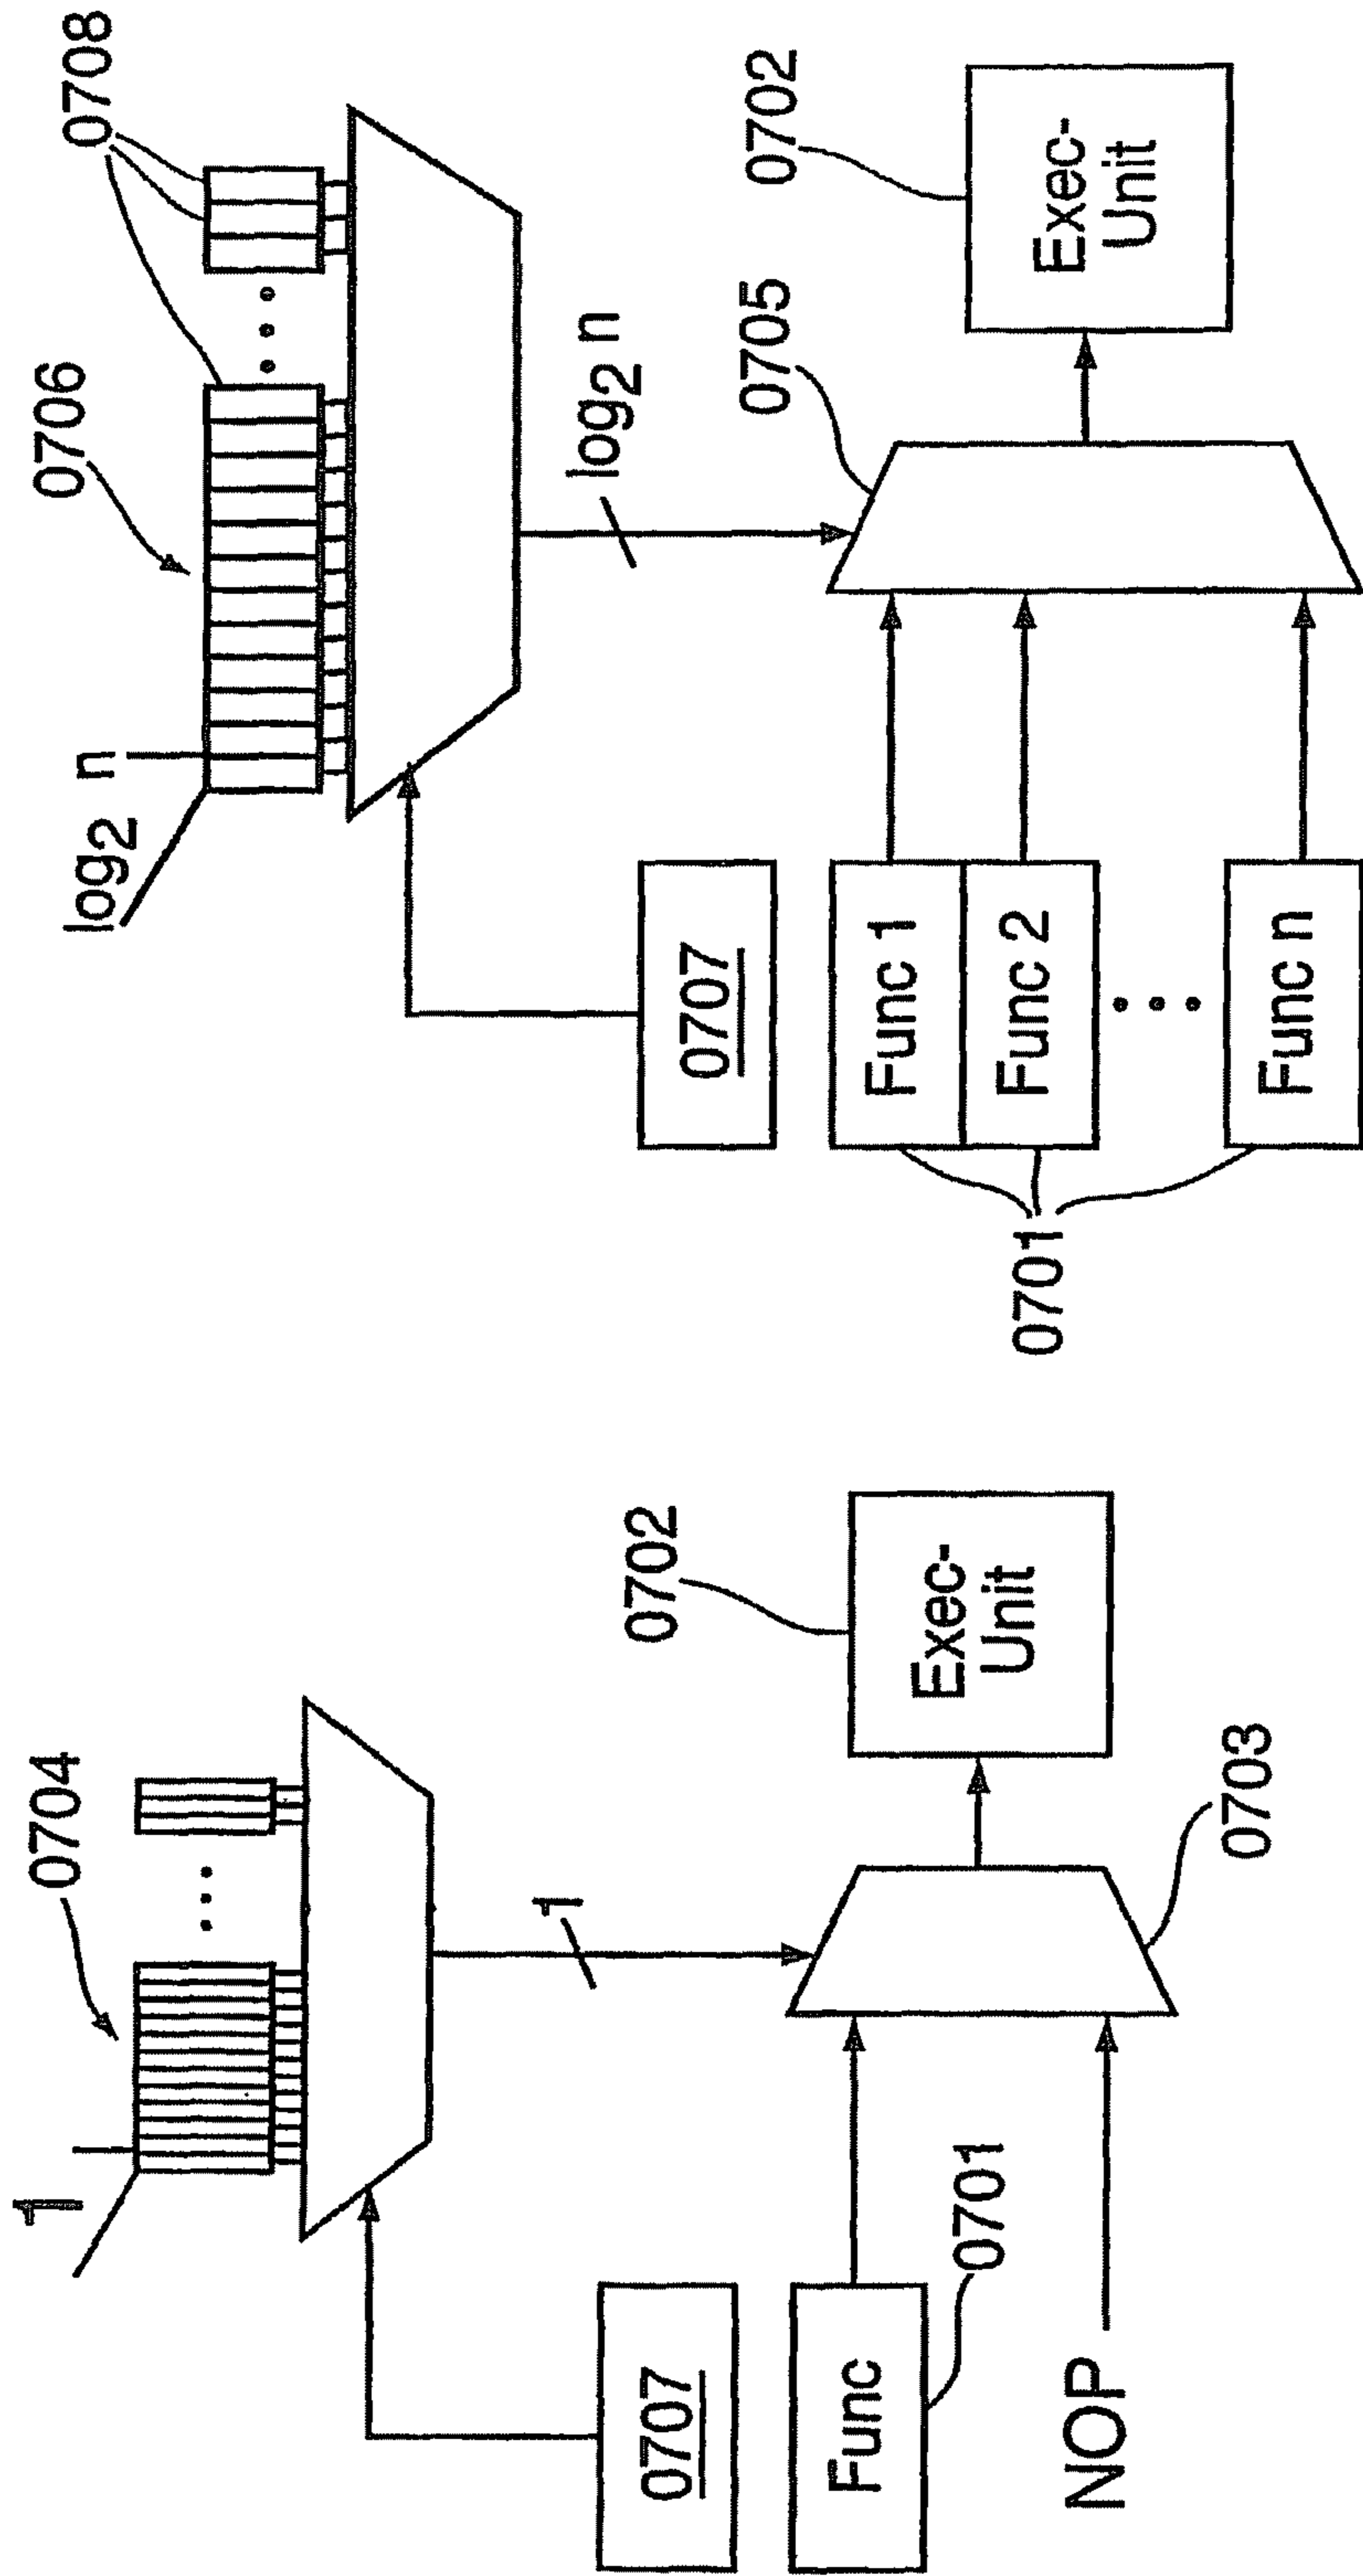 1
0704
1
0707
Func
0701
NOP
0703
0702
Exec-
Unit
log2 n
0706
0708
log2 n
0707
0705
Func 1
Func 2
Func n
0701
0702
Exec-
Unit